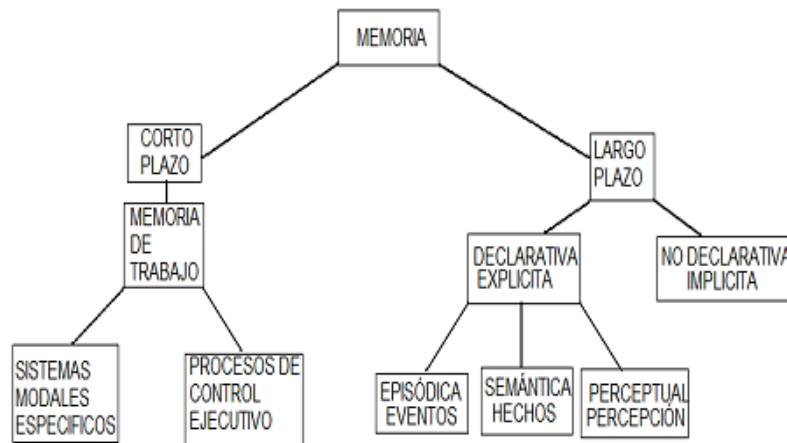 MEMORIA
CORTO
PLAZO
LARGO
PLAZO
MEMORIA
DE
TRABAJO
DECLARATIVA
EXPLICITA
NO DECLARATIVA
IMPLICITA
SISTEMAS
MODALES
ESPECIFICOS
PROCESOS DE
CONTROL
EJECUTIVO
EPISÓDICA
EVENTOS
SEMÁNTICA
HECHOS
PERCEPTUAL
PERCEPCIÓN